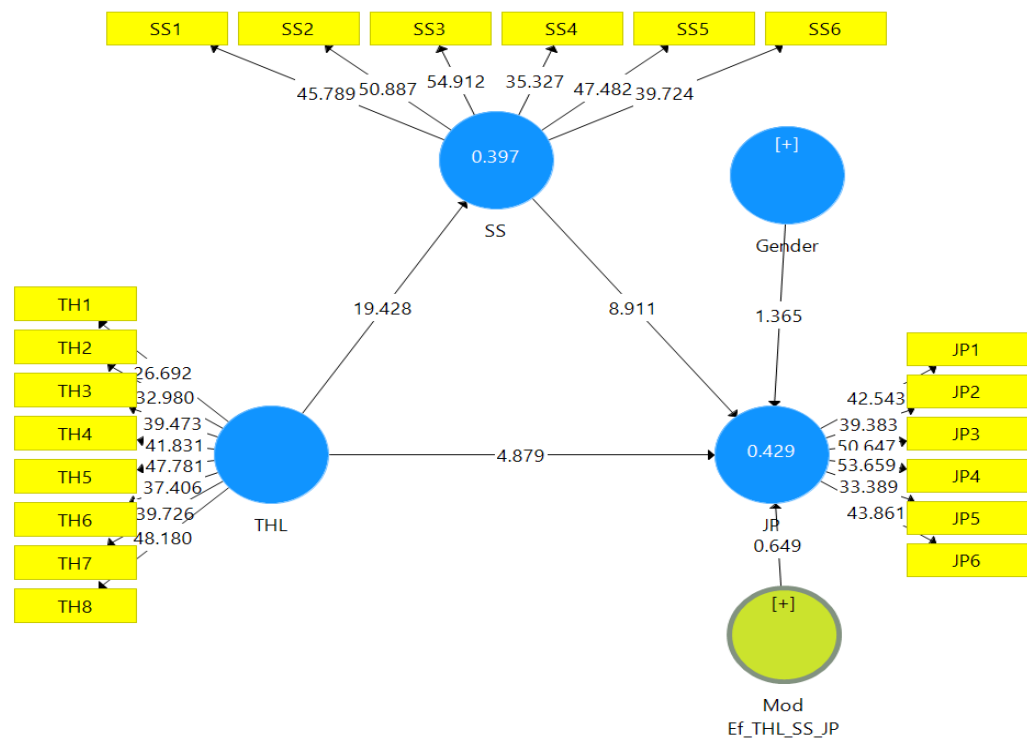 SS1 SS2 SS3 SS4 SS5 SS6
45.789 50.887 54.912 35.327 47.482 39.724
0.397
SS
[+]
Gender
19.428
8.911
1.365
TH1
TH2
TH3
TH4
TH5
TH6
TH7
TH8
26.692
32.980
39.473
41.831
47.781
37.406
39.726
48.180
THL
4.879
0.429
JP
42.543
39.383
50.647
53.659
33.389
43.861
JP1
JP2
JP3
JP4
JP5
JP6
0.649
[+]
Mod
Ef_THL_SS_JP